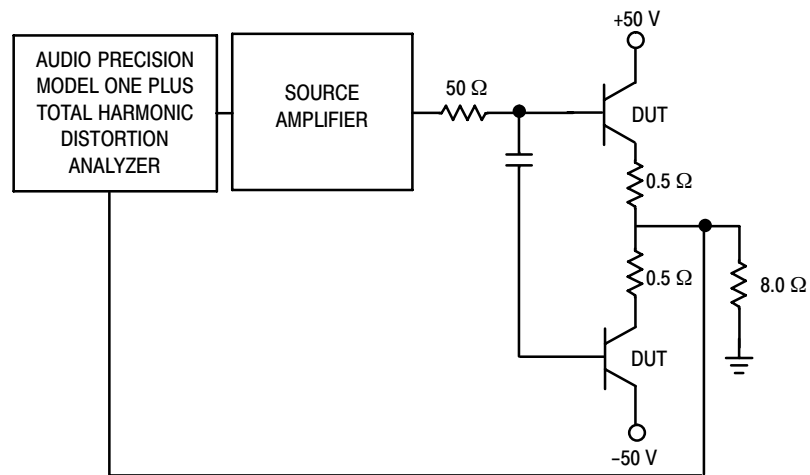 +50 V
AUDIO PRECISION
MODEL ONE PLUS
TOTAL HARMONIC
DISTORTION
ANALYZER
SOURCE
AMPLIFIER
50 Ω
DUT
0.5 Ω
0.5 Ω
8.0 Ω
DUT
–50 V